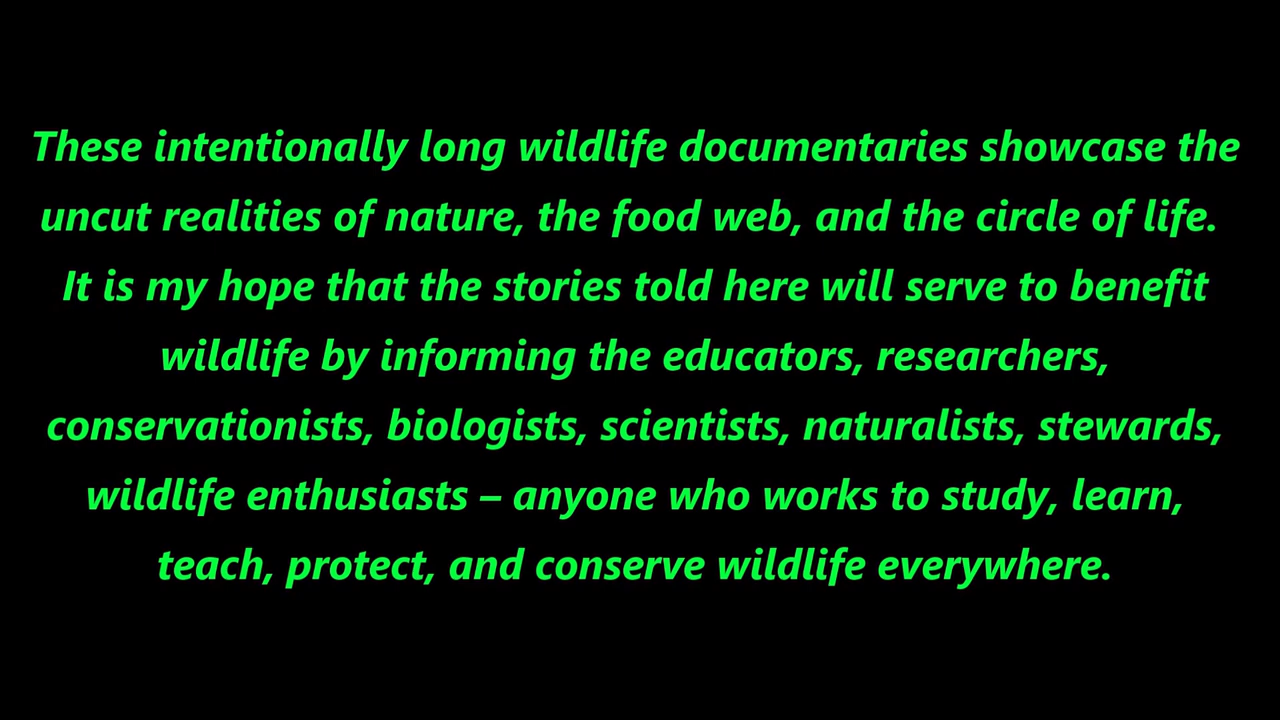 These intentionally long wildlife documentaries showcase the
uncut realities of nature, the food web, and the circle of life.
It is my hope that the stories told here will serve to benefit
wildlife by informing the educators, researchers,
conservationists, biologists, scientists, naturalists, stewards,
wildlife enthusiasts – anyone who works to study, learn,
teach, protect, and conserve wildlife everywhere.